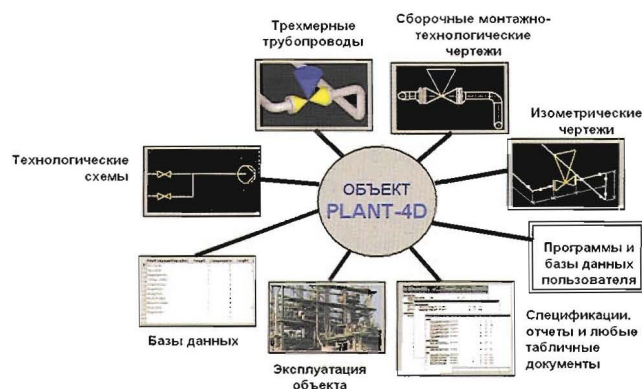 Трехмерные
трубопроводы
Сборочные монтажно-
технологические
чертежи
Изометрические
чертежи
Технологические
схемы
ОБЪЕКТ
PLANT-4D
Программы и
базы данных
пользователя
Базы данных
Эксплуатация
объекта
Спецификации.
отчеты и любые
табличные
документы